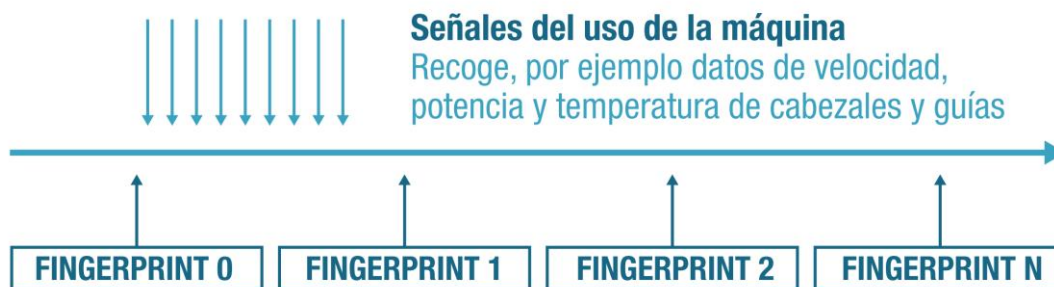 Señales del uso de la máquina
Recoge, por ejemplo datos de velocidad,
potencia y temperatura de cabezales y guías
FINGERPRINT 0
FINGERPRINT 1
FINGERPRINT 2
FINGERPRINT N